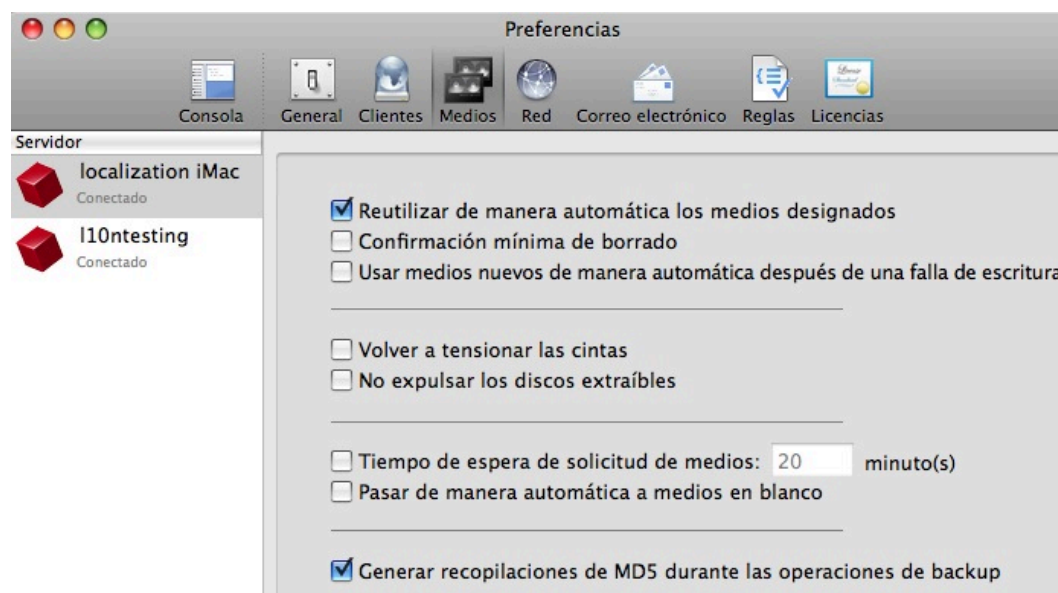 Preferencias
Consola
General
Clientes
Medios
Red
Correo electrónico
Reglas
Licencias
Servidor
localization iMac
Conectado
l10ntesting
Conectado
Reutilizar de manera automática los medios designados
Confirmación mínima de borrado
Usar medios nuevos de manera automática después de una falla de escritura
Volver a tensionar las cintas
No expulsar los discos extraíbles
Tiempo de espera de solicitud de medios: 20 minuto(s)
Pasar de manera automática a medios en blanco
Generar recopilaciones de MD5 durante las operaciones de backup